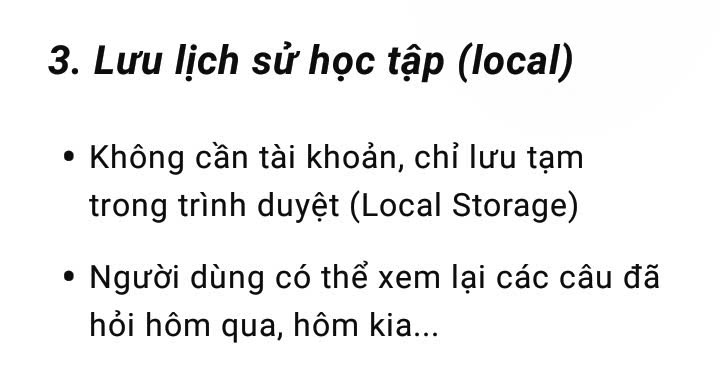 3. Lưu lịch sử học tập (local)
• Không cần tài khoản, chỉ lưu tạm
trong trình duyệt (Local Storage)
• Người dùng có thể xem lại các câu đã
hỏi hôm qua, hôm kia...